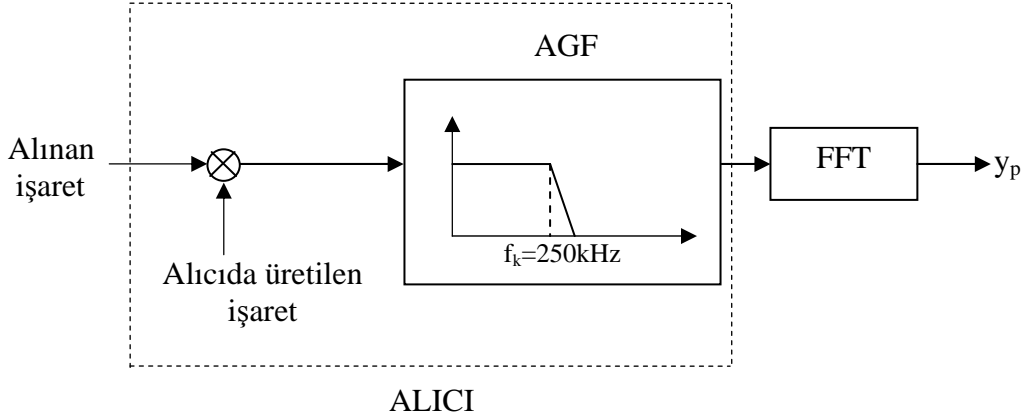 AGF
Alınan
işaret
FFT
yₚ
fₖ=250kHz
Alıcıda üretilen
işaret
ALICI